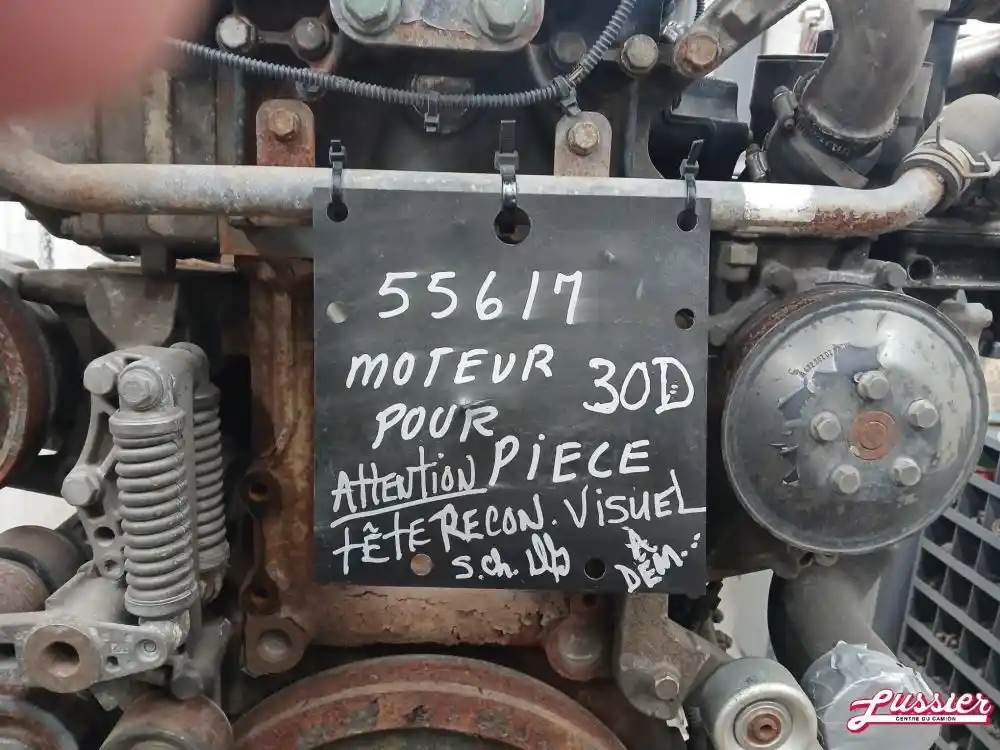 55617
MOTEUR
30D
POUR
PIECE
Attention
TÊTE RECON. VISUEL
S.ch.
A
DÉM...
Lussier
CENTRE DU CAMION